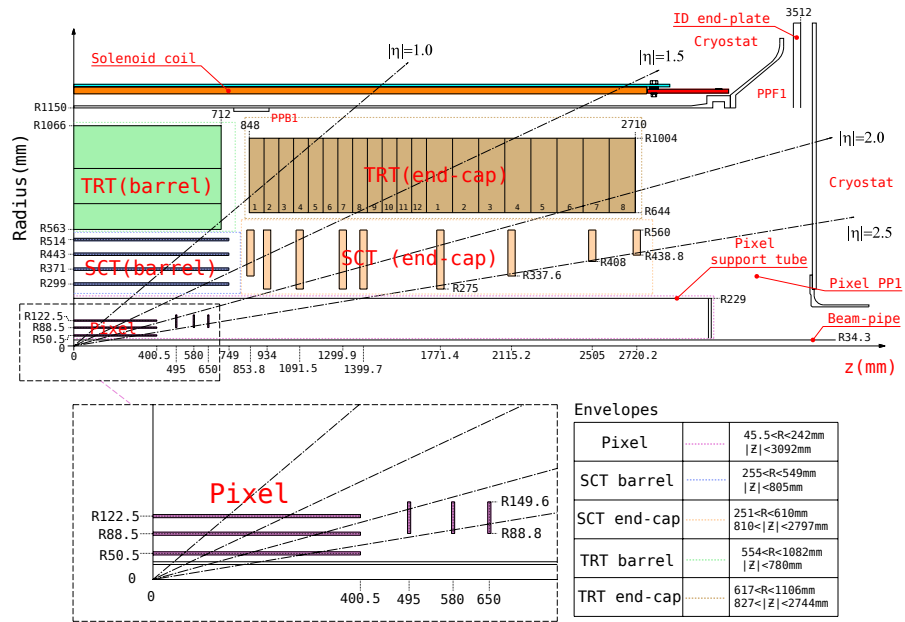 3512
ID end-plate
Cryostat
|η|=1.0
|η|=1.5
Solenoid coil
PPF1
R1150
712
PPB1
R1066
848
2710
R1004
|η|=2.0
TRT(barrel)
TRT(end-cap)
Radius(mm)
Cryostat
1 2 3 4 5 6 7 8 9 10 11 12 1 2 3 4 5 6 7 8
R644
R563
R560
|η|=2.5
R514
R443
SCT(barrel)
SCT (end-cap)
R438.8
Pixel
support tube
R408
R371
R337.6
Pixel PP1
R299
R275
R229
R122.5
R88.5
Pixel
Beam-pipe
R50.5
R34.3
0
0
400.5
580
749
934
1299.9
1771.4
2115.2
2505
2720.2
z(mm)
495
650
853.8
1091.5
1399.7
Envelopes
Pixel
45.5<R<242mm
|Z|<3092mm
SCT barrel
255<R<549mm
|Z|<805mm
SCT end-cap
251<R<610mm
810<|Z|<2797mm
TRT barrel
554<R<1082mm
|Z|<780mm
TRT end-cap
617<R<1106mm
827<|Z|<2744mm
Pixel
R149.6
R122.5
R88.5
R88.8
R50.5
0
0
400.5
495
580
650